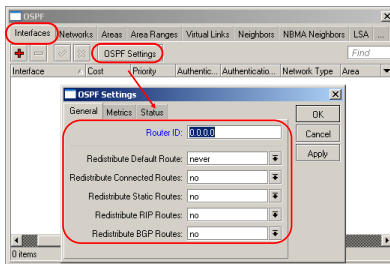 OSPF
Interfaces Networks Areas Area Ranges Virtual Links Neighbors NBMA Neighbors LSA ...
OSPF Settings Find
Interface Cost Priority Authentic... Authenticatio... Network Type Area
OSPF Settings
General Metrics Status
Router ID: 0.0.0.0
OK
Cancel
Apply
Redistribute Default Route: never
Redistribute Connected Routes: no
Redistribute Static Routes: no
Redistribute RIP Routes: no
Redistribute BGP Routes: no
0 items